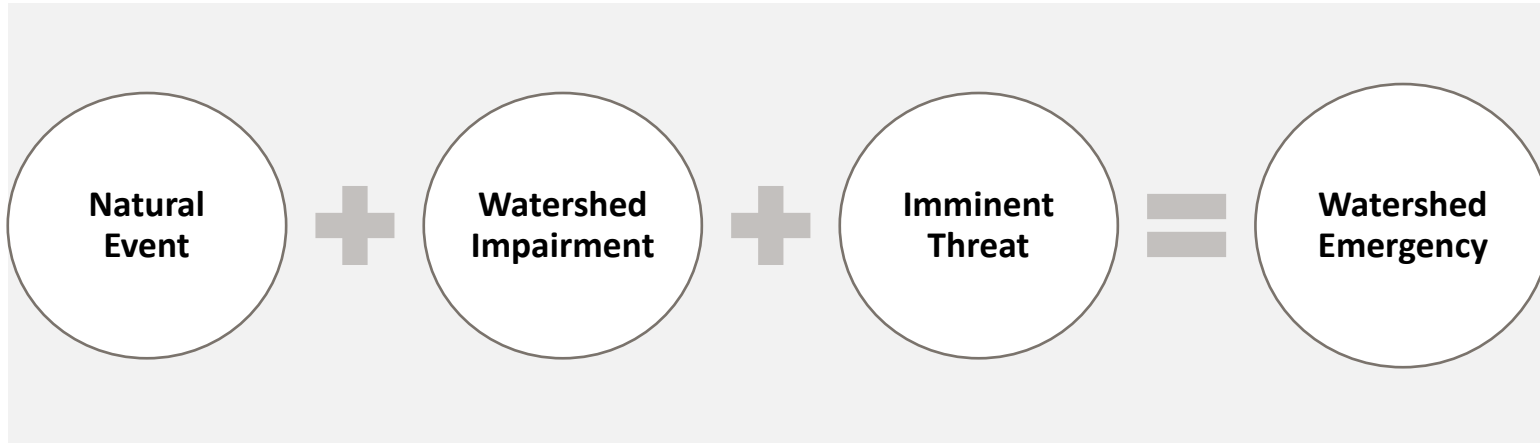 Natural
Event
Watershed
Impairment
Imminent
Threat
Watershed
Emergency